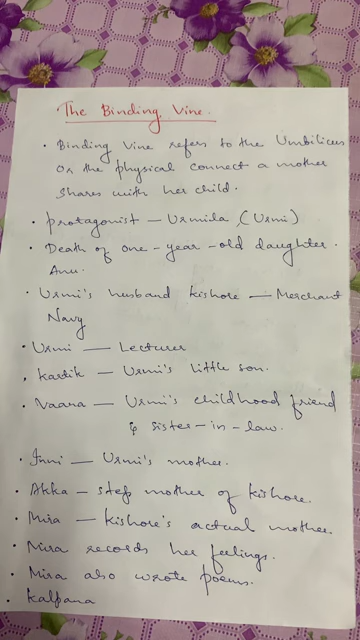 The Binding Vine.
• Binding Vine refers to the Umbilicus
Or the physical connect a mother
shares with her child.
• protagonist — Urmila (Urmi)
• Death of one-year-old daughter.
Anu.
• Urmi's husband kishore — Merchant
Navy
• Urmi — Lecturer
• Kartik — Urmi's little son.
• Vaana — Urmi's childhood friend
& sister-in-law.
• Inni — Urmi's mother.
• Akka — step mother of kishore.
• Mira — kishore's actual mother.
• Mira records her feelings.
• Mira also wrote poems.
• Kalpana